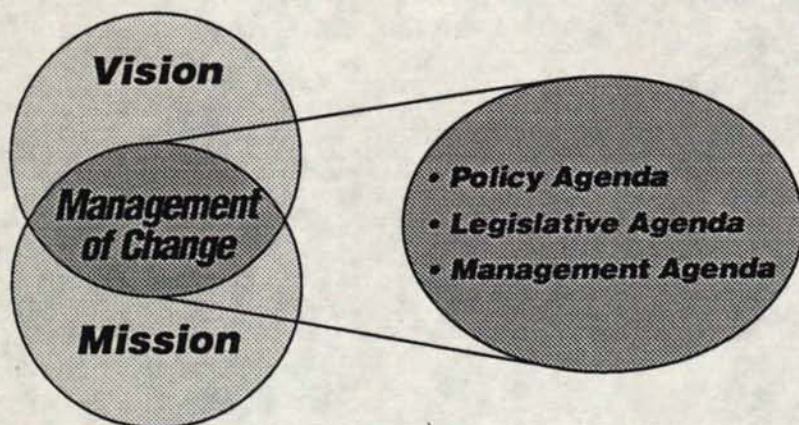 Vision
Management
of Change
Mission
• Policy Agenda
• Legislative Agenda
• Management Agenda